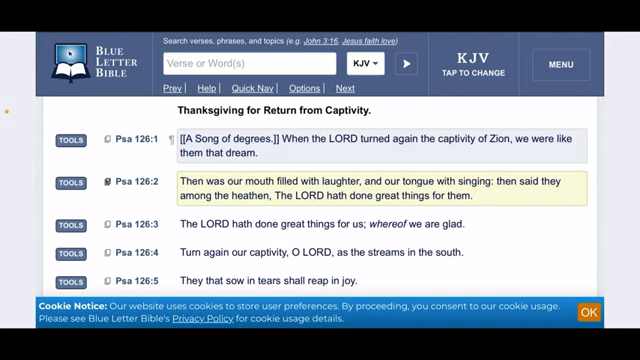 BLUE
LETTER
BIBLE
Search verses, phrases, and topics (e.g. John 3:16, Jesus faith love)
Verse or Word(s)
KJV
Prev Help Quick Nav Options Next
KJV
TAP TO CHANGE
MENU
Thanksgiving for Return from Captivity.
TOOLS Psa 126:1 ¶ [[A Song of degrees.]] When the LORD turned again the captivity of Zion, we were like
them that dream.
TOOLS Psa 126:2 Then was our mouth filled with laughter, and our tongue with singing: then said they
among the heathen, The LORD hath done great things for them.
TOOLS Psa 126:3 The LORD hath done great things for us; whereof we are glad.
TOOLS Psa 126:4 Turn again our captivity, O LORD, as the streams in the south.
TOOLS Psa 126:5 They that sow in tears shall reap in joy.
Cookie Notice: Our website uses cookies to store user preferences. By proceeding, you consent to our cookie usage.
Please see Blue Letter Bible's Privacy Policy for cookie usage details.
OK